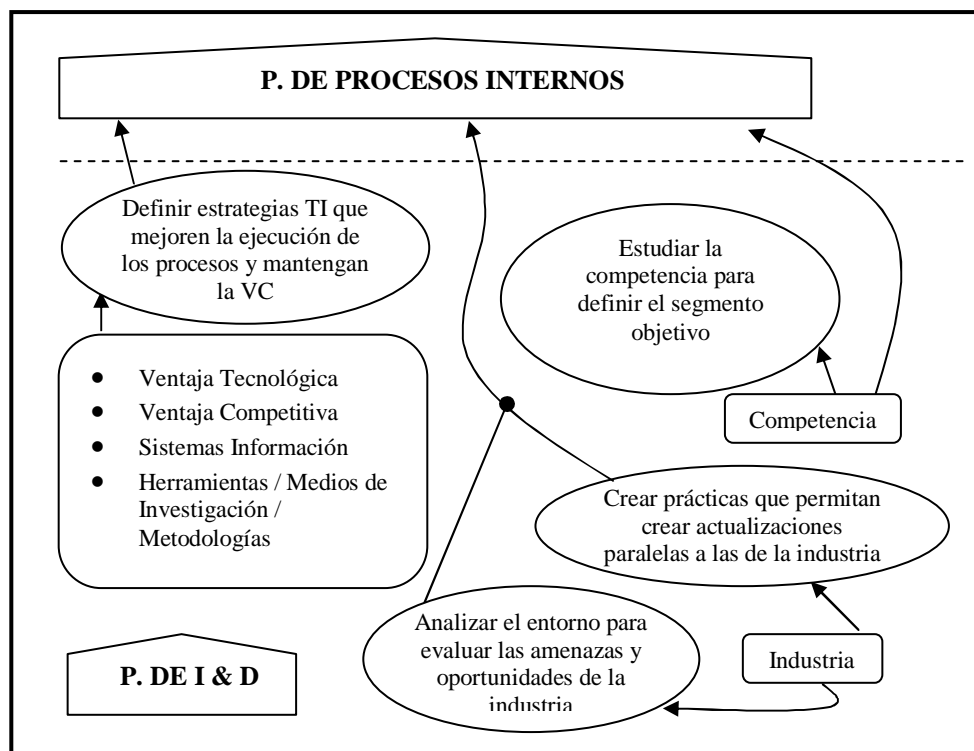 P. DE PROCESOS INTERNOS
Definir estrategias TI que
mejoren la ejecución de
los procesos y mantengan
la VC
Estudiar la
competencia para
definir el segmento
objetivo
● Ventaja Tecnológica
● Ventaja Competitiva
● Sistemas Información
● Herramientas / Medios de
Investigación /
Metodologías
Competencia
Crear prácticas que permitan
crear actualizaciones
paralelas a las de la industria
Analizar el entorno para
evaluar las amenazas y
oportunidades de la
industria
Industria
P. DE I & D